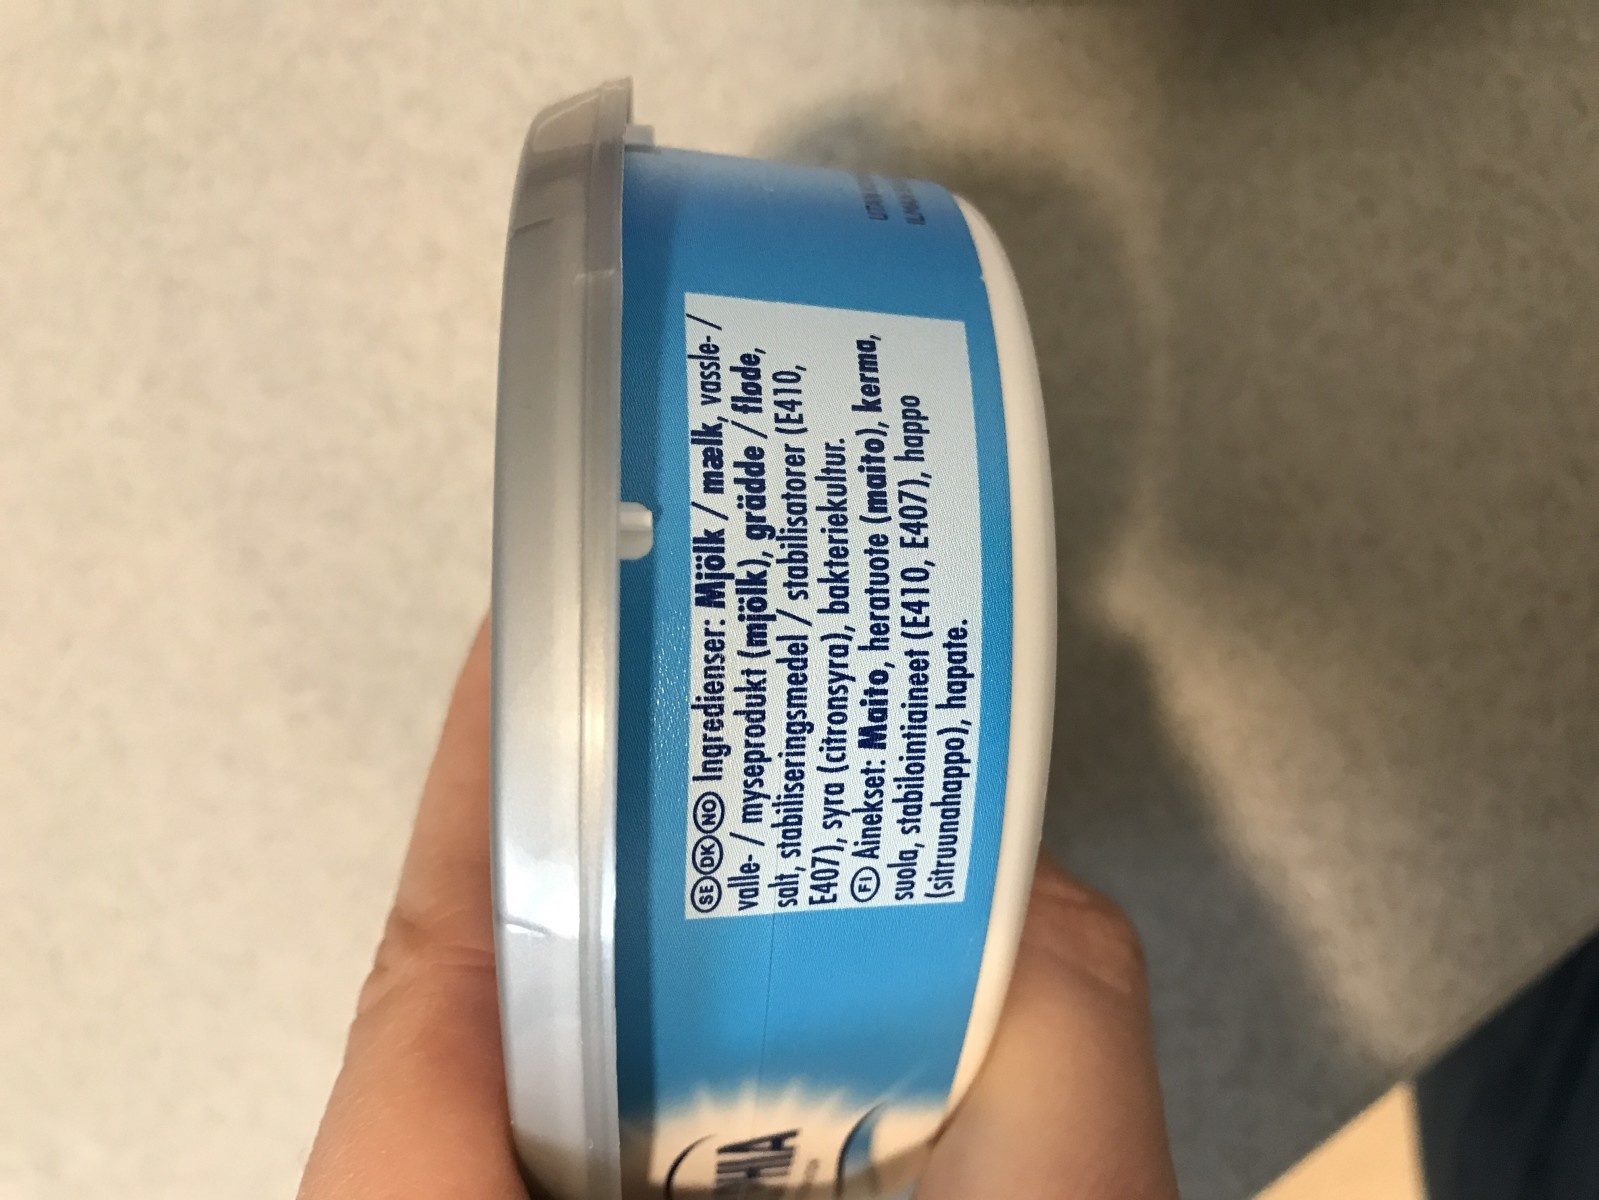 SE DK NO Ingredienser: Mjölk / mælk, vassle- /
valle- / myseprodukt (mjölk), grädde / fløde,
salt, stabiliseringsmedel / stabilisatorer (E410,
E407), syra (citronsyra), bakteriekultur.
FI Ainekset: Maito, heratuote (maito), kerma,
suola, stabilointiaineet (E410, E407), happo
(sitruunahappo), hapate.